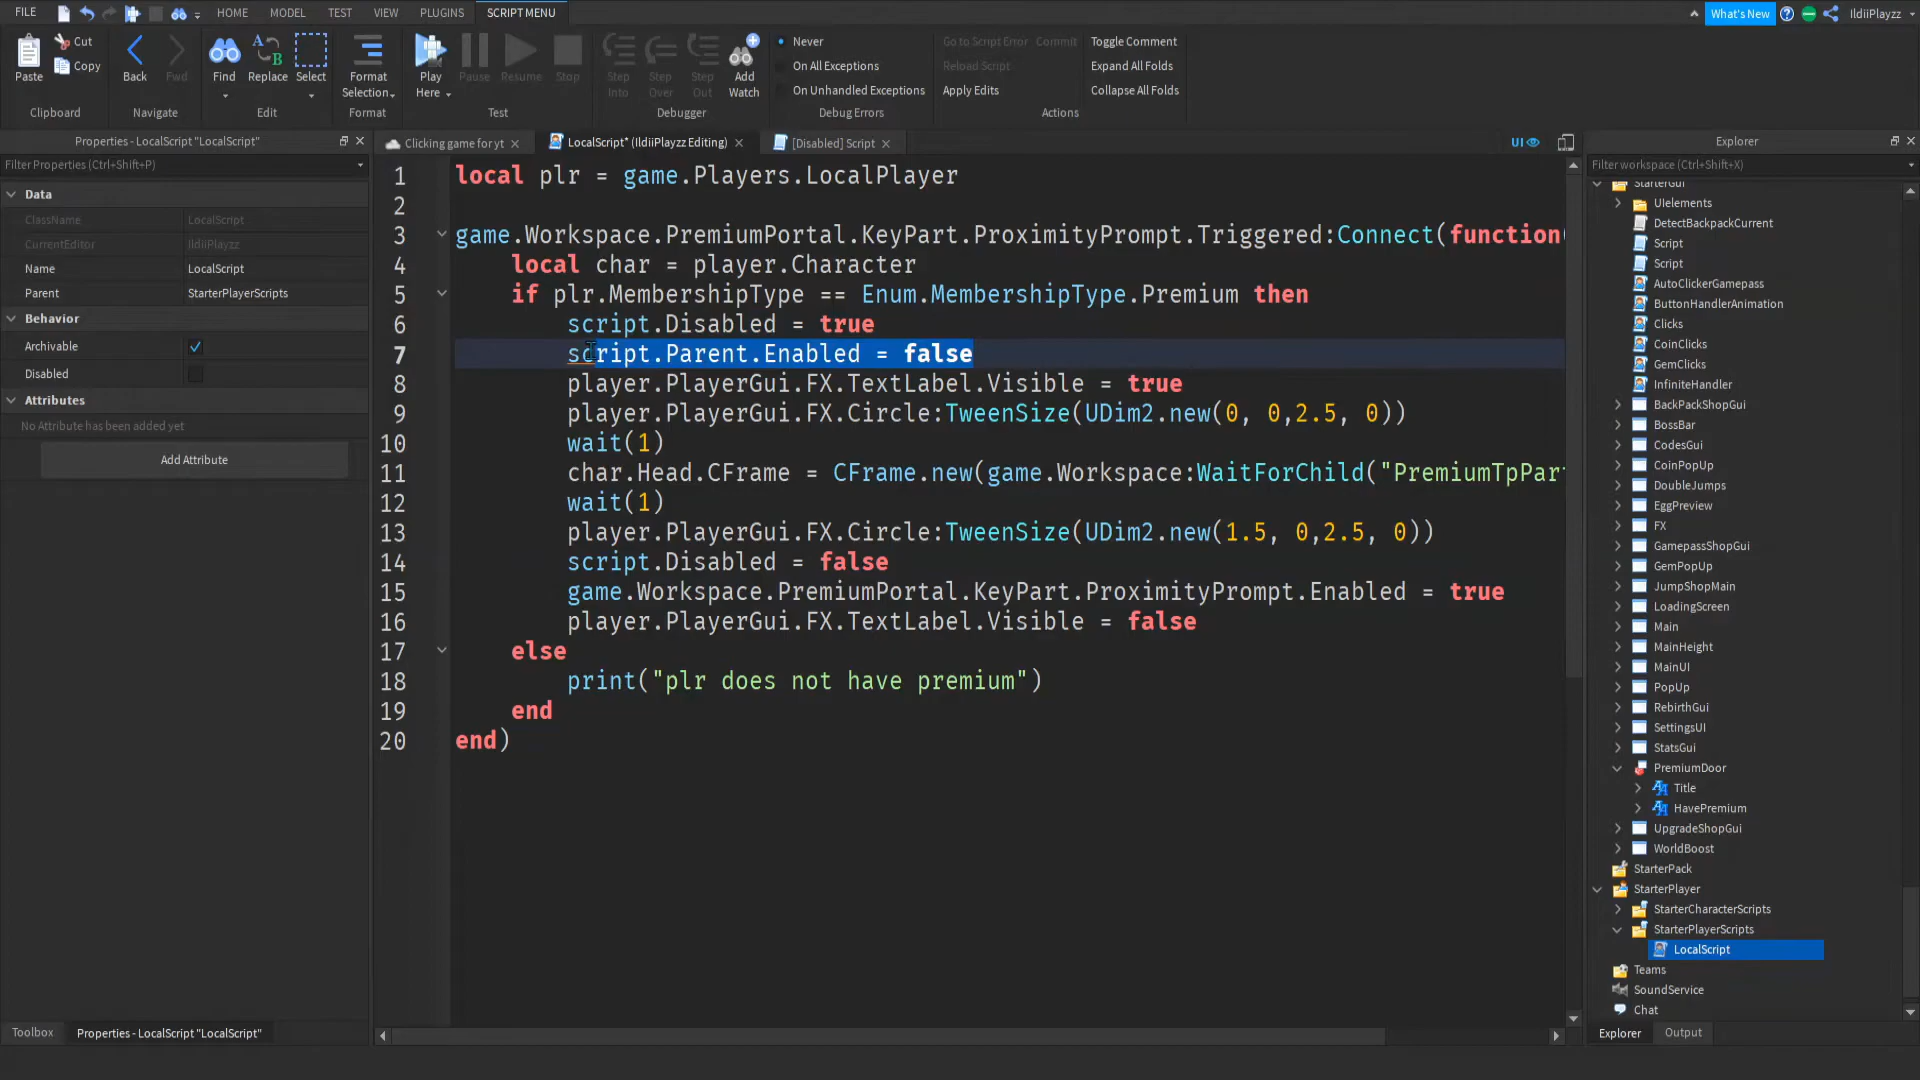 FILE HOME MODEL TEST VIEW PLUGINS SCRIPT MENU What's New IldiiPlayzz
Paste Cut Copy Clipboard
Back Fwd Navigate
Find Replace Select Edit
Format Selection Format
Play Here Pause Resume Stop Test
Step Into Step Over Step Out Add Watch Debugger
Never
On All Exceptions
On Unhandled Exceptions
Debug Errors
Go to Script Error Commit
Reload Script
Apply Edits
Toggle Comment
Expand All Folds
Collapse All Folds
Actions
Properties - LocalScript "LocalScript"
Filter Properties (Ctrl+Shift+P)
Data
ClassName LocalScript
CurrentEditor IldiiPlayzz
Name LocalScript
Parent StarterPlayerScripts
Behavior
Archivable
Disabled
Attributes
No Attribute has been added yet
Add Attribute
Toolbox Properties - LocalScript "LocalScript"
Clicking game for yt LocalScript* (IldiiPlayzz Editing) [Disabled] Script UI
1 local plr = game.Players.LocalPlayer
2
3 game.Workspace.PremiumPortal.KeyPart.ProximityPrompt.Triggered:Connect(function(
4 local char = player.Character
5 if plr.MembershipType == Enum.MembershipType.Premium then
6 script.Disabled = true
7 script.Parent.Enabled = false
8 player.PlayerGui.FX.TextLabel.Visible = true
9 player.PlayerGui.FX.Circle:TweenSize(UDim2.new(0, 0,2.5, 0))
10 wait(1)
11 char.Head.CFrame = CFrame.new(game.Workspace:WaitForChild("PremiumTpPar
12 wait(1)
13 player.PlayerGui.FX.Circle:TweenSize(UDim2.new(1.5, 0,2.5, 0))
14 script.Disabled = false
15 game.Workspace.PremiumPortal.KeyPart.ProximityPrompt.Enabled = true
16 player.PlayerGui.FX.TextLabel.Visible = false
17 else
18 print("plr does not have premium")
19 end
20 end)
Explorer
Filter workspace (Ctrl+Shift+X)
StarterGui
UIelements
DetectBackpackCurrent
Script
Script
AutoClickerGamepass
ButtonHandlerAnimation
Clicks
CoinClickers
GemClicks
InfiniteHandler
BackPackShopGui
BossBar
CodesGui
CoinPopUp
DoubleJumps
EggPreview
FX
GamepassShopGui
GemPopUp
JumpShopMain
LoadingScreen
Main
MainHeight
MainUI
PopUp
RebirthGui
SettingsUI
StatsGui
PremiumDoor
Title
HavePremium
UpgradeShopGui
WorldBoost
StarterPack
StarterPlayer
StarterCharacterScripts
StarterPlayerScripts
LocalScript
Teams
SoundService
Chat
Explorer Output